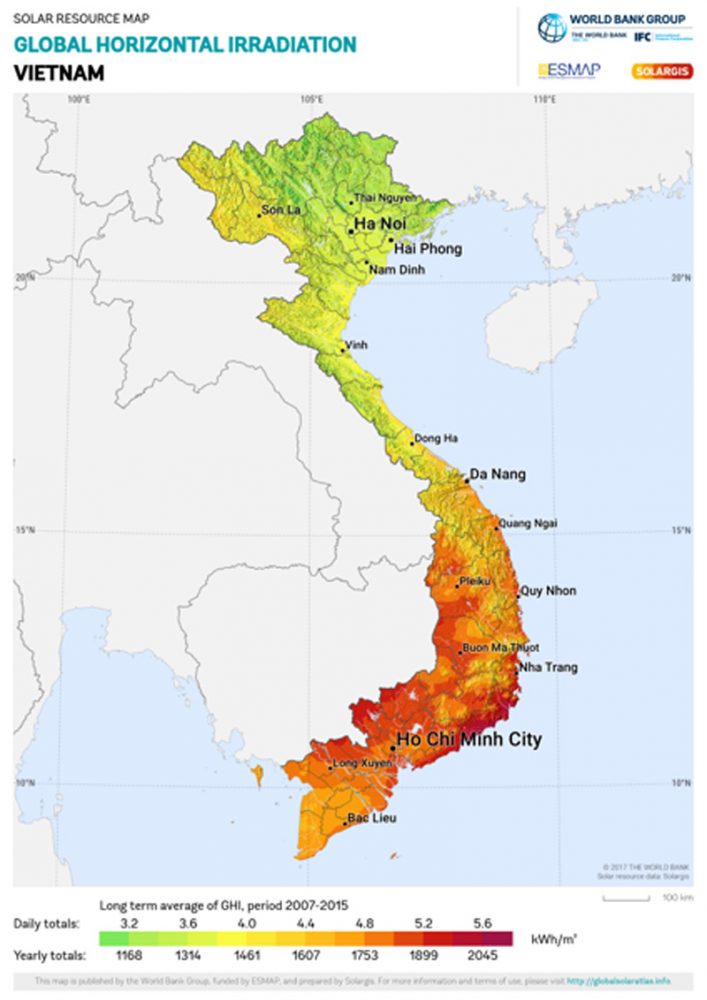 SOLAR RESOURCE MAP
GLOBAL HORIZONTAL IRRADIATION
VIETNAM
WORLD BANK GROUP
THE WORLD BANK
IFC
ESMAP
SOLARGIS
100°E 105°E 110°E
Thai Nguyen
Son La
Ha Noi
Hai Phong
Nam Dinh
20°N 20°N
Vinh
Dong Ha
Da Nang
Quang Ngai
15°N 15°N
Pleiku
Quy Nhon
Buon Ma Thuot
Nha Trang
Ho Chi Minh City
Long Xuyen
10°N 10°N
Bac Lieu
© 2017 THE WORLD BANK
Solar resource data: Solargis
100 km
Long term average of GHI, period 2007-2015
Daily totals: 3.2 3.6 4.0 4.4 4.8 5.2 5.6
kWh/m²
Yearly totals: 1168 1314 1461 1607 1753 1899 2045
This map is published by the World Bank Group, funded by ESMAP, and prepared by Solargis. For more information and terms of use, please visit http://globalsolaratlas.info.